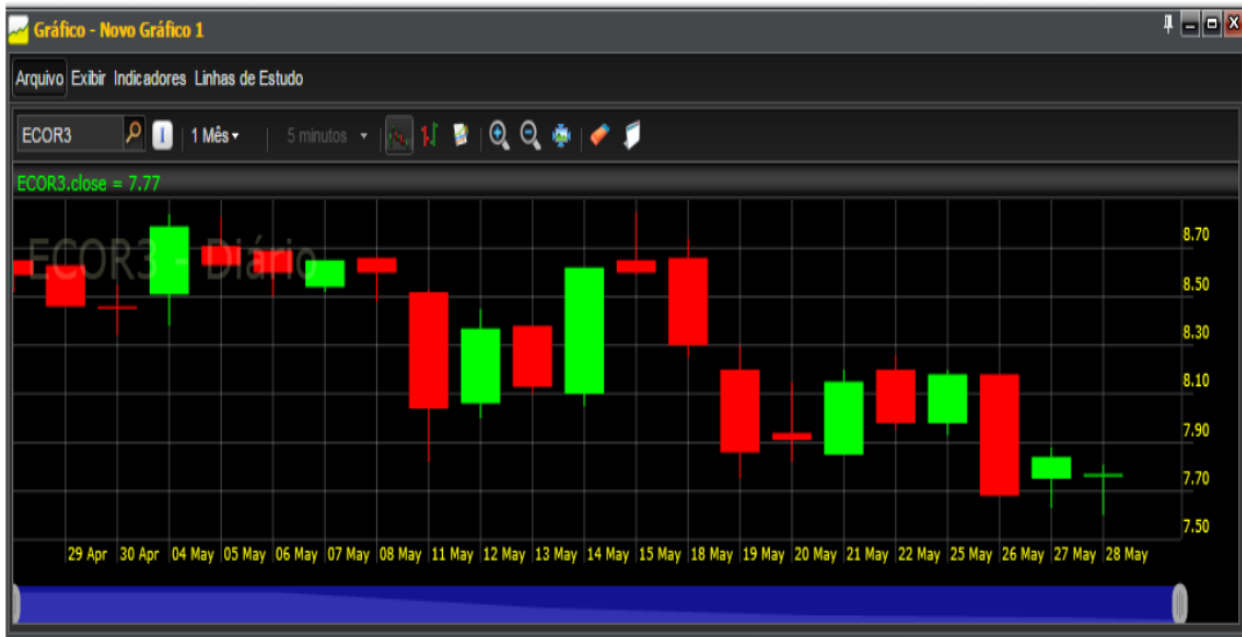 Gráfico - Novo Gráfico 1
Arquivo Exibir Indicadores Linhas de Estudo
ECOR3 1 Mês 5 minutos
ECOR3.close = 7.77
ECOR3 - Diário
8.70
8.50
8.30
8.10
7.90
7.70
7.50
29 Apr 30 Apr 04 May 05 May 06 May 07 May 08 May 11 May 12 May 13 May 14 May 15 May 18 May 19 May 20 May 21 May 22 May 25 May 26 May 27 May 28 May